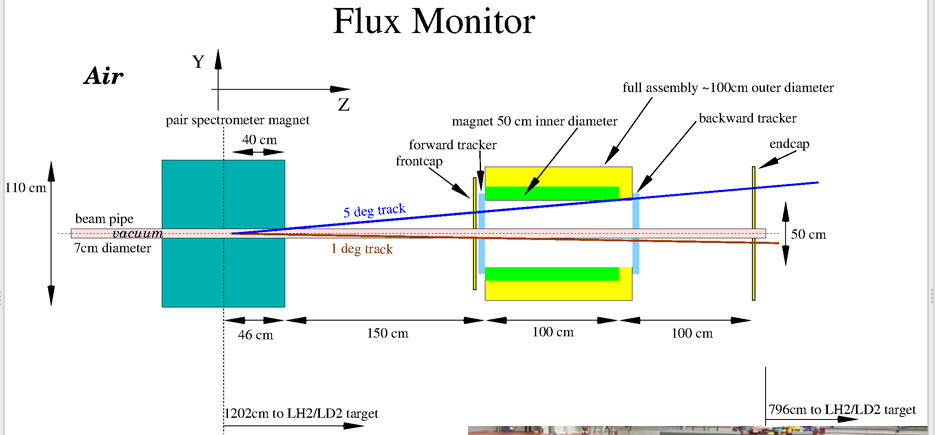 Flux Monitor
Air
Y
Z
full assembly ~100cm outer diameter
pair spectrometer magnet
magnet 50 cm inner diameter
backward tracker
40 cm
forward tracker
endcap
frontcap
110 cm
5 deg track
beam pipe
vacuum
50 cm
7cm diameter
1 deg track
46 cm
150 cm
100 cm
100 cm
1202cm to LH2/LD2 target
796cm to LH2/LD2 target